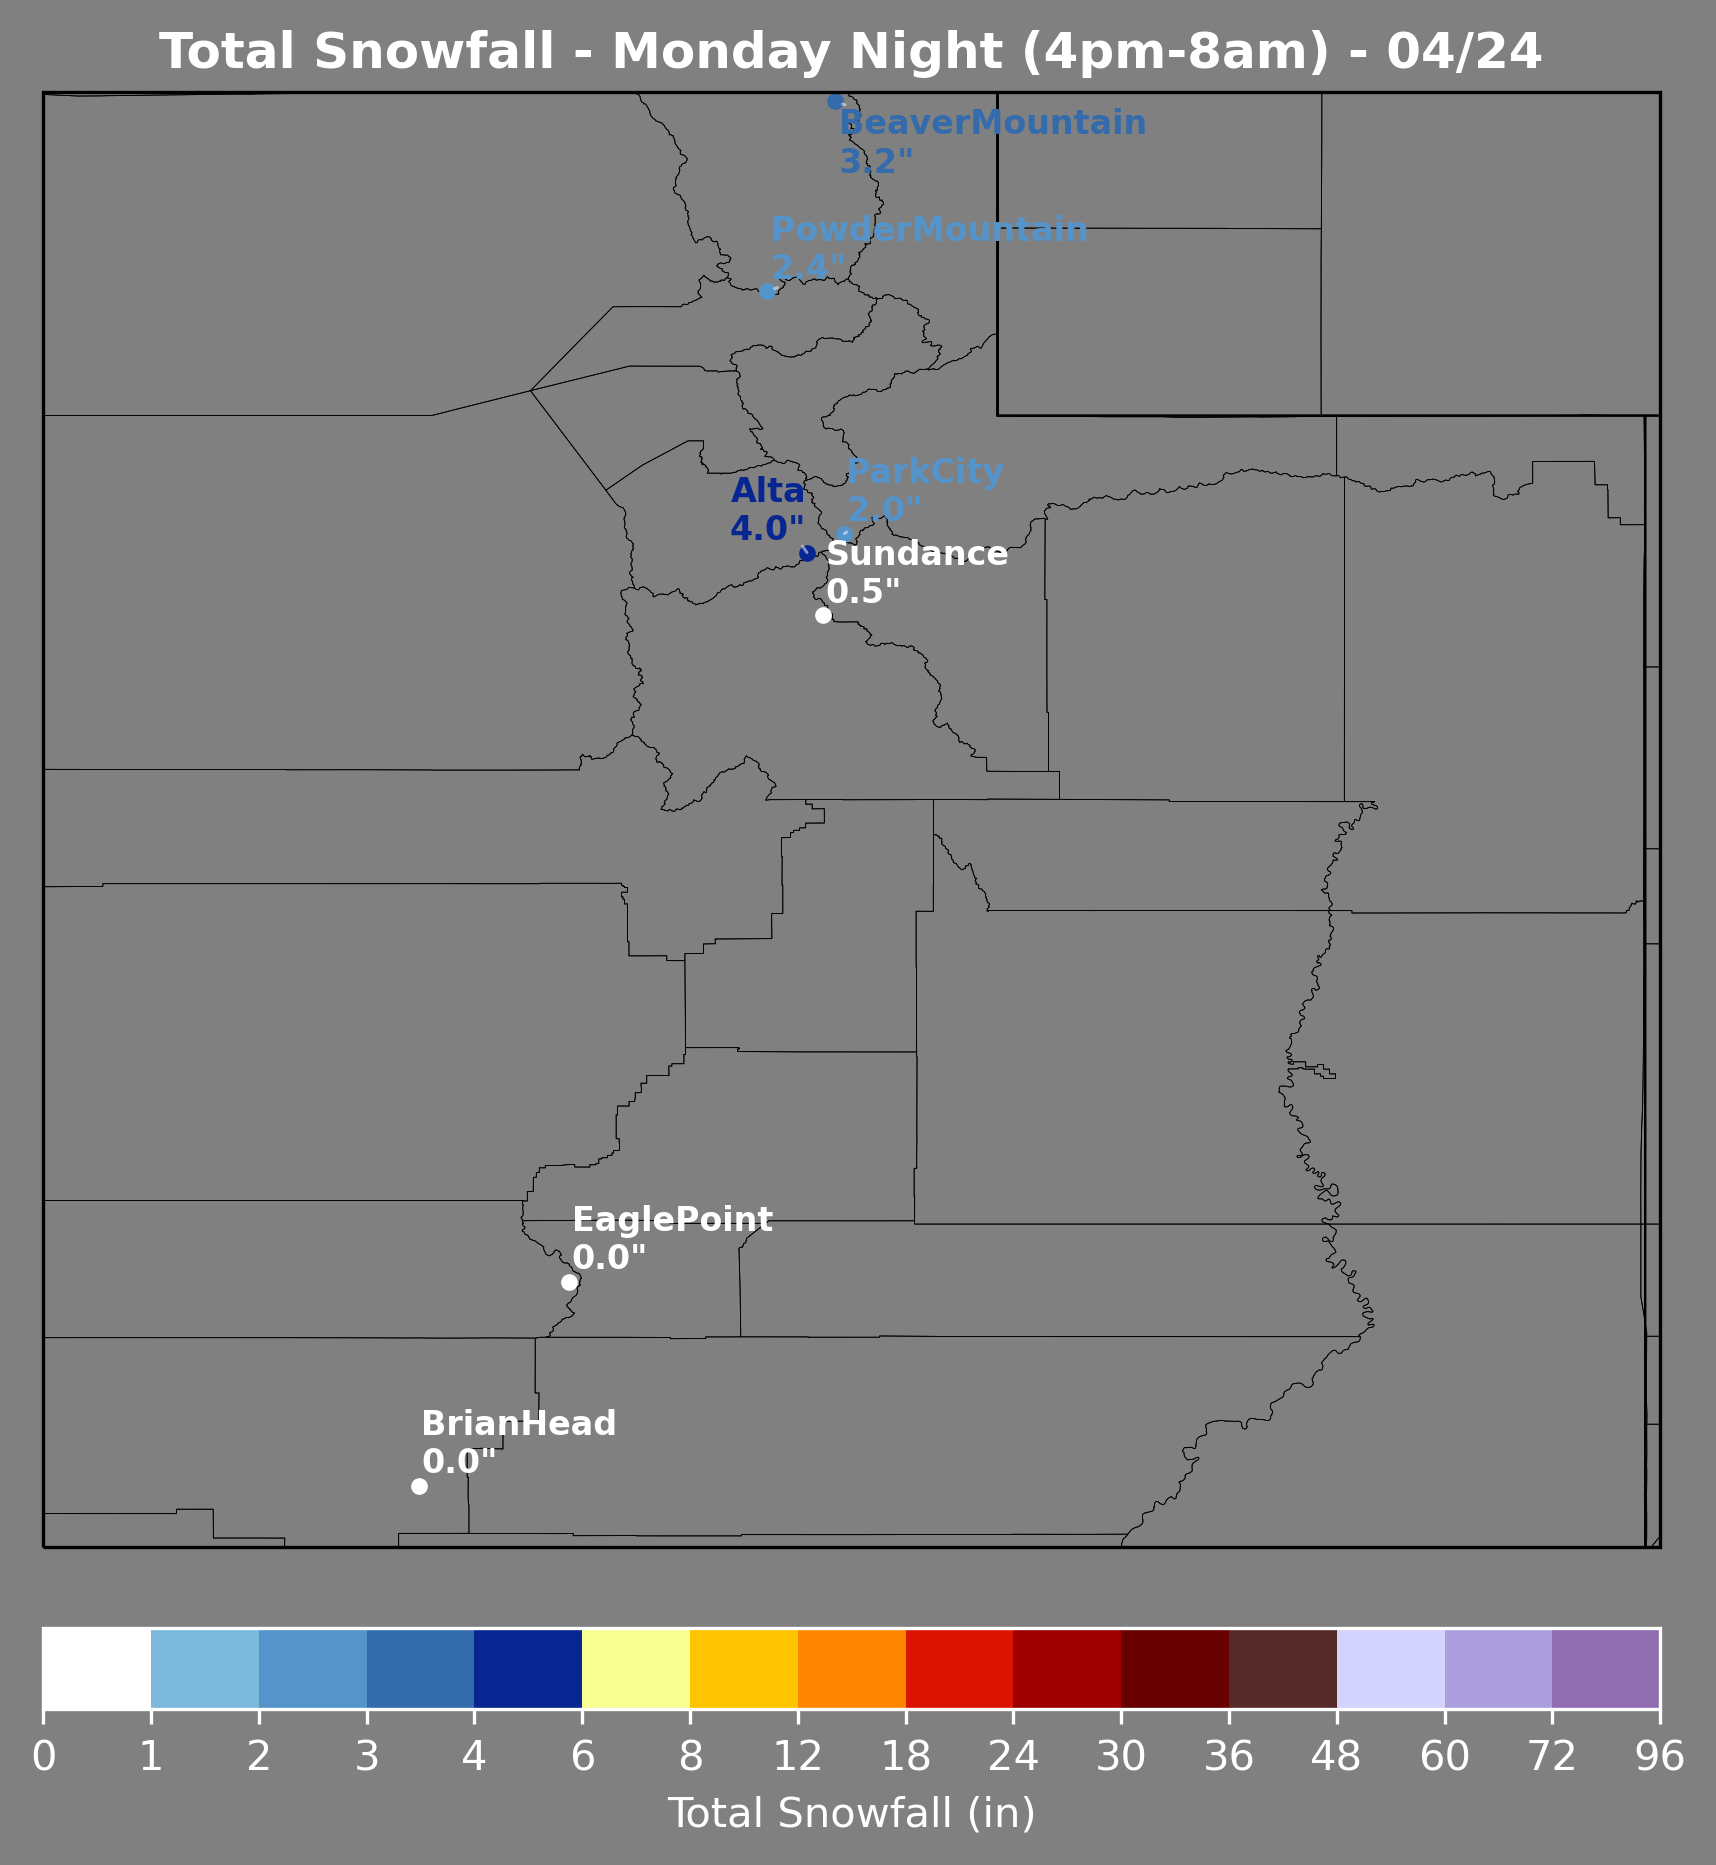 Total Snowfall - Monday Night (4pm-8am) - 04/24
BeaverMountain
3.2"
PowderMountain
2.4"
ParkCity
2.0"
Alta
4.0"
Sundance
0.5"
EaglePoint
0.0"
BrianHead
0.0"
0 1 2 3 4 6 8 12 18 24 30 36 48 60 72 96
Total Snowfall (in)